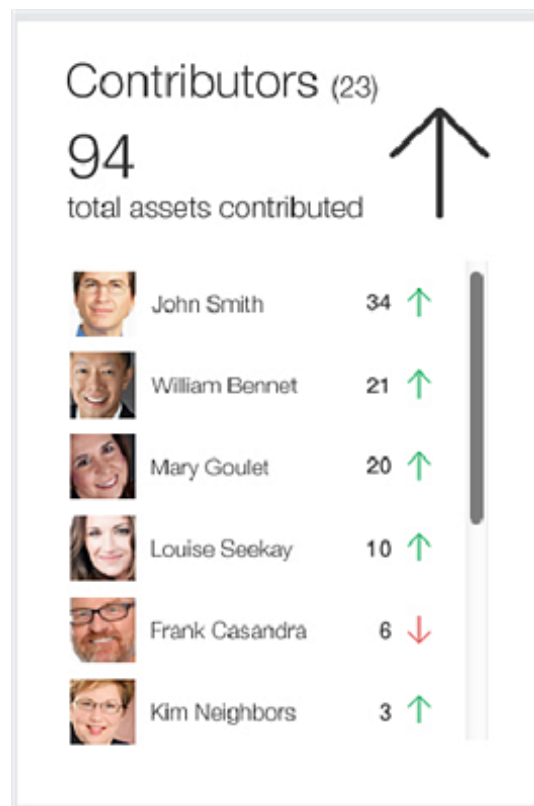 Contributors (23)
94
total assets contributed
John Smith 34
William Bennet 21
Mary Goulet 20
Louise Seekay 10
Frank Casandra 6
Kim Neighbors 3